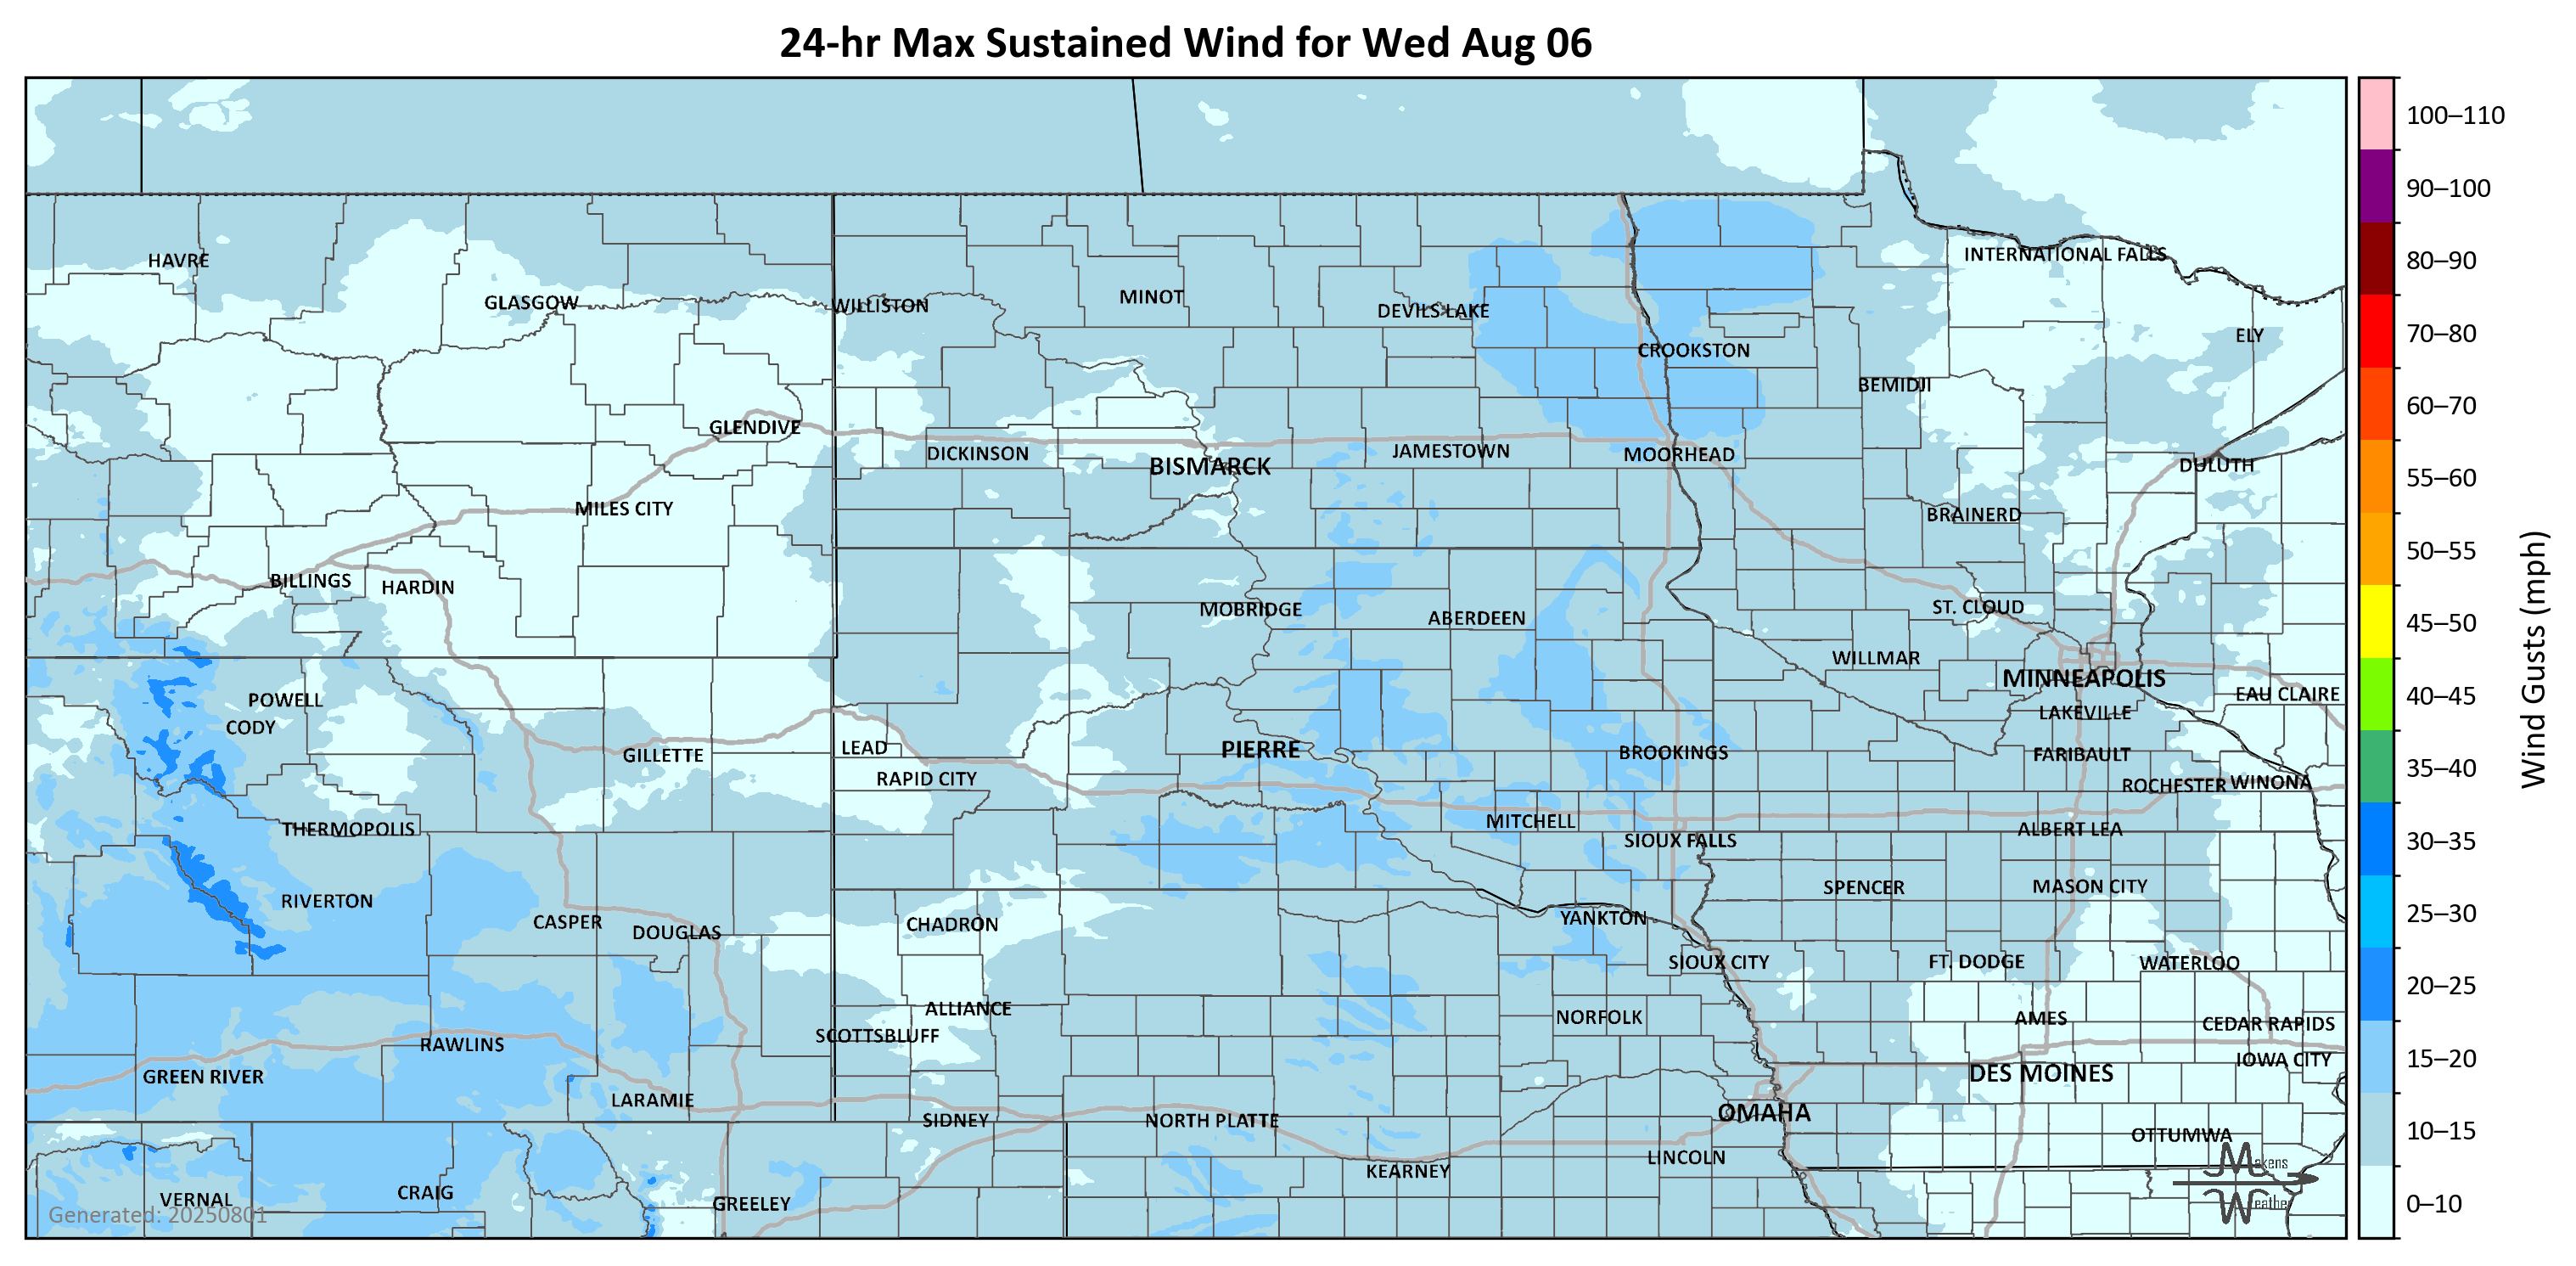 24-hr Max Sustained Wind for Wed Aug 06
100–110
90–100
80–90
70–80
60–70
55–60
50–55
45–50
40–45
35–40
30–35
25–30
20–25
15–20
10–15
0–10
Wind Gusts (mph)
HAVRE
INTERNATIONAL FALLS
GLASGOW
WILLISTON
MINOT
DEVILS LAKE
ELY
CROOKSTON
BEMIDJI
GLENDIVE
DICKINSON
BISMARCK
JAMESTOWN
MOORHEAD
DULUTH
MILES CITY
BRAINERD
BILLINGS
HARDIN
MOBRIDGE
ABERDEEN
ST. CLOUD
WILLMAR
MINNEAPOLIS
POWELL
EAU CLAIRE
CODY
LAKEVILLE
GILLETTE
LEAD
PIERRE
BROOKINGS
FARIBAULT
RAPID CITY
ROCHESTER
WINONA
THERMOPOLIS
MITCHELL
SIOUX FALLS
ALBERT LEA
RIVERTON
SPENCER
MASON CITY
CASPER
DOUGLAS
CHADRON
YANKTON
SIOUX CITY
FT. DODGE
WATERLOO
ALLIANCE
NORFOLK
AMES
CEDAR RAPIDS
SCOTTSBLUFF
RAWLINS
IOWA CITY
GREEN RIVER
DES MOINES
LARAMIE
OMAHA
SIDNEY
NORTH PLATTE
OTTUMWA
LINCOLN
KEARNEY
VERNAL
CRAIG
GREELEY
Makens
Weather
Generated: 20250801